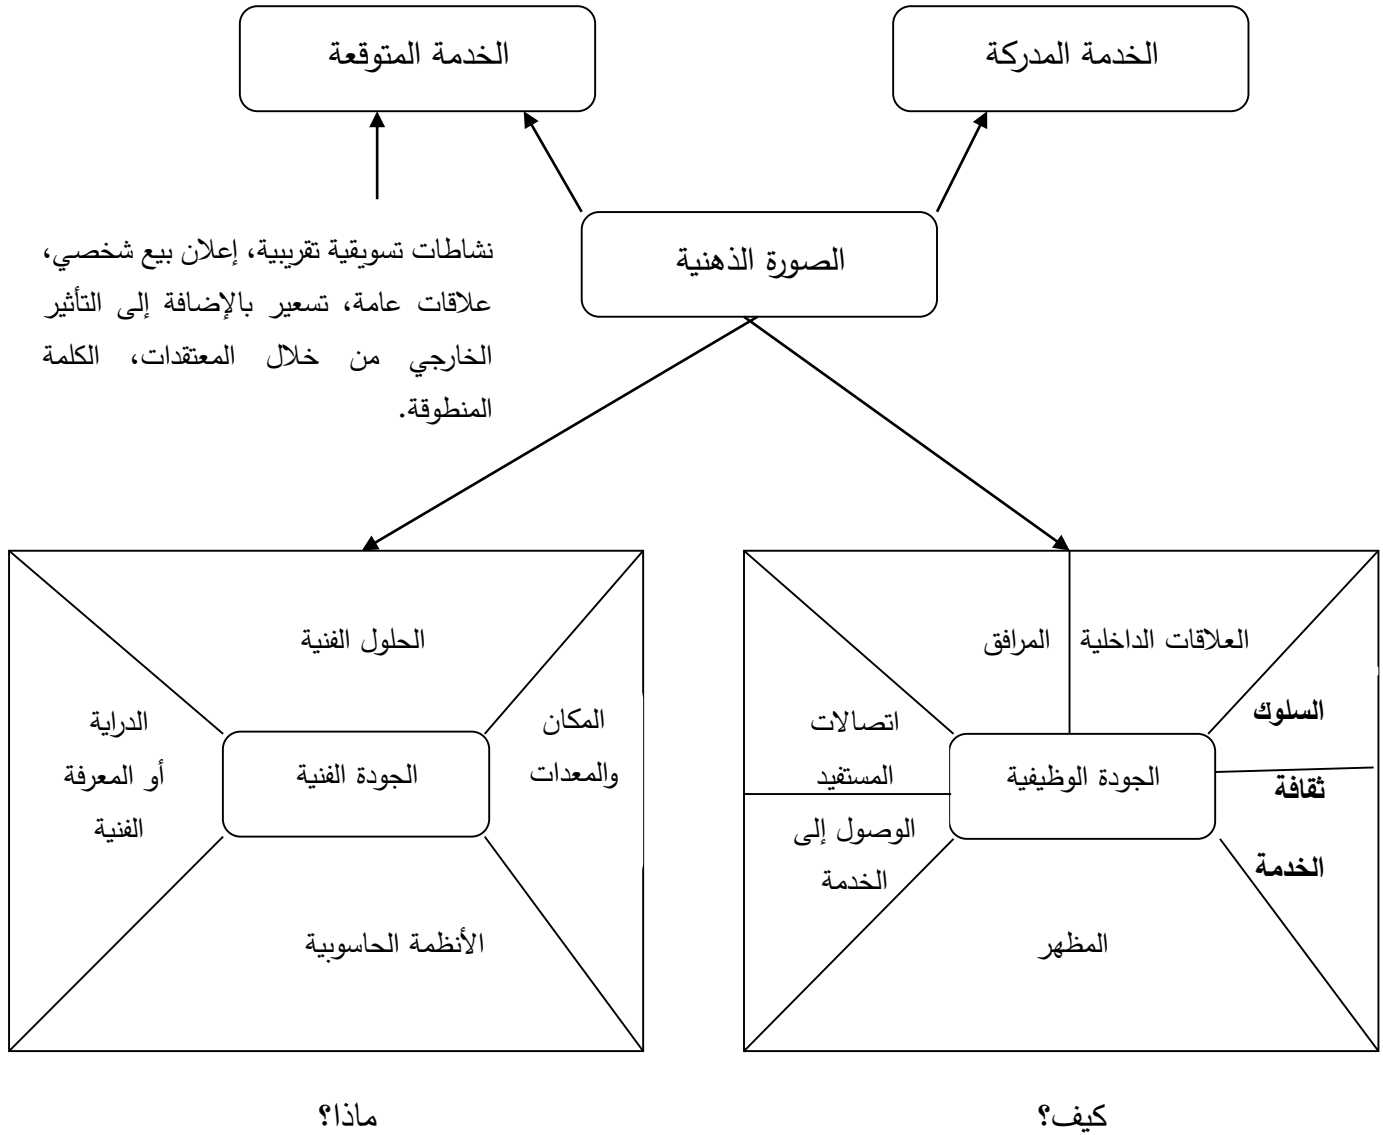 الخدمة المدركة
الخدمة المتوقعة
الصورة الذهنية
نشاطات تسويقية تقريبية، إعلان بيع شخصي،
علاقات عامة، تسعير بالإضافة إلى التأثير
الخارجي من خلال المعتقدات، الكلمة
المنطوقة.
العلاقات الداخلية
المرافق
السلوك
ثقافة
الخدمة
اتصالات
المستفيد
الجودة الوظيفية
الوصول إلى
الخدمة
المظهر
كيف؟
الحلول الفنية
المكان
والمعدات
الجودة الفنية
الدراية
أو المعرفة
الفنية
الأنظمة الحاسوبية
ماذا؟